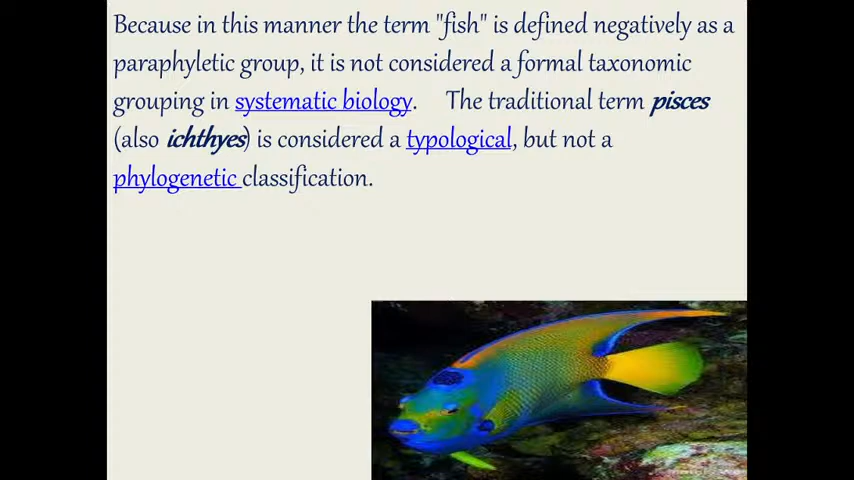 Because in this manner the term "fish" is defined negatively as a
paraphyletic group, it is not considered a formal taxonomic
grouping in systematic biology. The traditional term pisces
(also ichthyes) is considered a typological, but not a
phylogenetic classification.